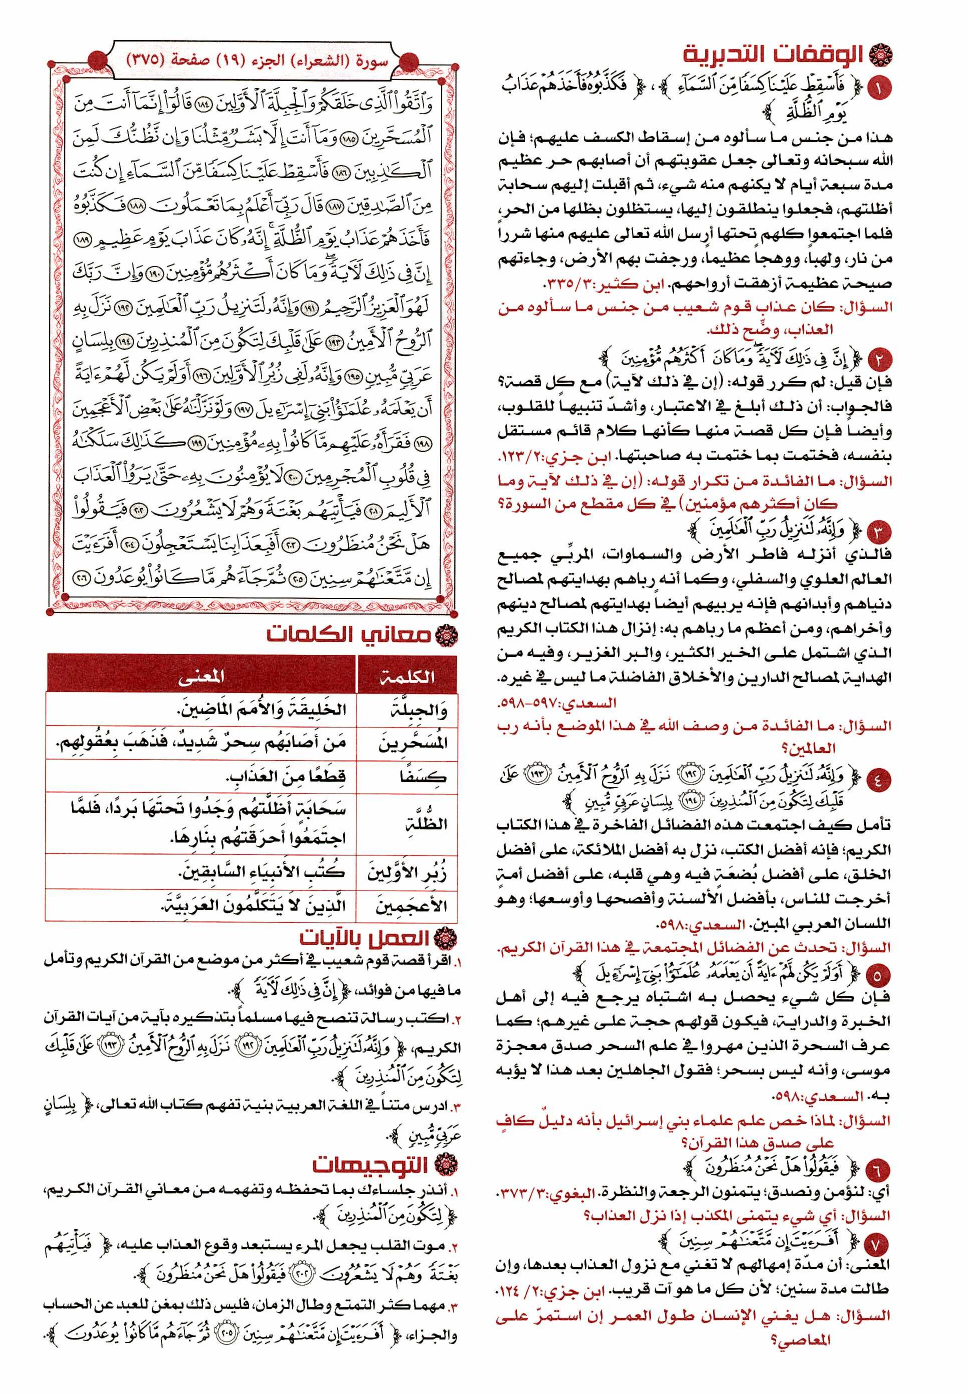 الوقفات التدبرية
١ ﴿ فَأَسْقِطْ عَلَيْنَا كِسَفًا مِّنَ السَّمَاءِ ﴾، ﴿ فَكَذَّبُوهُ فَأَخَذَهُمْ عَذَابُ
يَوْمِ الظُّلَّةِ ﴾
هذا من جنس ما سألوه من إسقاط الكسف عليهم؛ فإن
الله سبحانه وتعالى جعل عقوبتهم أن أصابهم حر عظيم
مدة سبعة أيام لا يكنهم منه شيء، ثم أقبلت إليهم سحابة
أظلتهم، فجعلوا ينطلقون إليها، يستظلون بظلها من الحر،
فلما اجتمعوا كلهم تحتها أرسل الله تعالى عليهم منها شرراً
من نار، ولهباً، ووهجاً عظيماً، ورجفت بهم الأرض، وجاءتهم
صيحة عظيمة أزهقت أرواحهم. ابن كثير:٣٣٥/٣.
السؤال: كان عذاب قوم شعيب من جنس ما سألوه من
العذاب، وضِّح ذلك.
٢ ﴿ إِنَّ فِي ذَٰلِكَ لَآيَةً ۖ وَمَا كَانَ أَكْثَرُهُم مُّؤْمِنِينَ ﴾
فإن قيل: لم كرر قوله: (إن في ذلك لآية) مع كل قصة؟
فالجواب: أن ذلك أبلغ في الاعتبار، وأشدّ تنبيهاً للقلوب،
وأيضاً فإن كل قصة منها كأنها كلام قائم مستقل
بنفسه، فختمت بما ختمت به صاحبتها. ابن جزي:١٢٣/٢.
السؤال: ما الفائدة من تكرار قوله: (إن في ذلك لآية وما
كان أكثرهم مؤمنين) في كل مقطع من السورة؟
٣ ﴿ وَإِنَّهُ لَتَنزِيلُ رَبِّ الْعَالَمِينَ ﴾
فالذي أنزله فاطر الأرض والسماوات، المربِّي جميع
العالم العلوي والسفلي، وكما أنه رباهم بهدايتهم لمصالح
دنياهم وأبدانهم فإنه يربيهم أيضاً بهدايتهم لمصالح دينهم
وأخراهم، ومن أعظم ما رباهم به: إنزال هذا الكتاب الكريم
الذي اشتمل على الخير الكثير، والبر الغزير، وفيه من
الهداية لمصالح الدارين والأخلاق الفاضلة ما ليس في غيره.
السعدي:٥٩٧-٥٩٨.
السؤال: ما الفائدة من وصف الله في هذا الموضع بأنه رب
العالمين؟
٤ ﴿ وَإِنَّهُ لَتَنزِيلُ رَبِّ الْعَالَمِينَ ۝١٩٢ نَزَلَ بِهِ الرُّوحُ الْأَمِينُ ۝١٩٣ عَلَىٰ
قَلْبِكَ لِتَكُونَ مِنَ الْمُنذِرِينَ ۝١٩٤ بِلِسَانٍ عَرَبِيٍّ مُّبِينٍ ﴾
تأمل كيف اجتمعت هذه الفضائل الفاخرة في هذا الكتاب
الكريم؛ فإنه أفضل الكتب، نزل به أفضل الملائكة، على أفضل
الخلق، على أفضل بُضعَةٍ فيه وهي قلبه، على أفضل أمةٍ
أخرجت للناس، بأفضل الألسنة وأفصحها وأوسعها؛ وهو
اللسان العربي المبين. السعدي:٥٩٨.
السؤال: تحدث عن الفضائل المجتمعة في هذا القرآن الكريم.
٥ ﴿ أَوَلَمْ يَكُن لَّهُمْ آيَةً أَن يَعْلَمَهُ عُلَمَاءُ بَنِي إِسْرَائِيلَ ﴾
فإن كل شيء يحصل به اشتباه يرجع فيه إلى أهل
الخبرة والدراية، فيكون قولهم حجة على غيرهم؛ كما
عرف السحرة الذين مهروا في علم السحر صدق معجزة
موسى، وأنه ليس بسحر؛ فقول الجاهلين بعد هذا لا يؤبه
به. السعدي:٥٩٨.
السؤال: لماذا خص علم علماء بني إسرائيل بأنه دليلٌ كافٍ
على صدق هذا القرآن؟
٦ ﴿ فَيَقُولُوا هَلْ نَحْنُ مُنظَرُونَ ﴾
أي: لنؤمن ونصدق؛ يتمنون الرجعة والنظرة. البغوي:٣٧٣/٣.
السؤال: أي شيء يتمنى المكذب إذا نزل العذاب؟
٧ ﴿ أَفَرَأَيْتَ إِن مَّتَّعْنَاهُمْ سِنِينَ ﴾
المعنى: أن مدّة إمهالهم لا تغني مع نزول العذاب بعدها، وإن
طالت مدة سنين؛ لأن كل ما هو آت قريب. ابن جزي:٢/ ١٢٤.
السؤال: هل يغني الإنسان طول العمر إن استمرّ على
المعاصي؟
سورة (الشعراء) الجزء (١٩) صفحة (٣٧٥)
وَاتَّقُوا الَّذِي خَلَقَكُمْ وَالْجِبِلَّةَ الْأَوَّلِينَ ١٨٤ قَالُوا إِنَّمَا أَنتَ مِنَ
الْمُسَحَّرِينَ ١٨٥ وَمَا أَنتَ إِلَّا بَشَرٌ مِّثْلُنَا وَإِن نَّظُنُّكَ لَمِنَ
الْكَاذِبِينَ ١٨٦ فَأَسْقِطْ عَلَيْنَا كِسَفًا مِّنَ السَّمَاءِ إِن كُنتَ
مِنَ الصَّادِقِينَ ١٨٧ قَالَ رَبِّي أَعْلَمُ بِمَا تَعْمَلُونَ ١٨٨ فَكَذَّبُوهُ
فَأَخَذَهُمْ عَذَابُ يَوْمِ الظُّلَّةِ ۚ إِنَّهُ كَانَ عَذَابَ يَوْمٍ عَظِيمٍ ١٨٩
إِنَّ فِي ذَٰلِكَ لَآيَةً ۖ وَمَا كَانَ أَكْثَرُهُم مُّؤْمِنِينَ ١٩٠ وَإِنَّ رَبَّكَ
لَهُوَ الْعَزِيزُ الرَّحِيمُ ١٩١ وَإِنَّهُ لَتَنزِيلُ رَبِّ الْعَالَمِينَ ١٩٢ نَزَلَ بِهِ
الرُّوحُ الْأَمِينُ ١٩٣ عَلَىٰ قَلْبِكَ لِتَكُونَ مِنَ الْمُنذِرِينَ ١٩٤ بِلِسَانٍ
عَرَبِيٍّ مُّبِينٍ ١٩٥ وَإِنَّهُ لَفِي زُبُرِ الْأَوَّلِينَ ١٩٦ أَوَلَمْ يَكُن لَّهُمْ آيَةً
أَن يَعْلَمَهُ عُلَمَاءُ بَنِي إِسْرَائِيلَ ١٩٧ وَلَوْ نَزَّلْنَاهُ عَلَىٰ بَعْضِ الْأَعْجَمِينَ
١٩٨ فَقَرَأَهُ عَلَيْهِم مَّا كَانُوا بِهِ مُؤْمِنِينَ ١٩٩ كَذَٰلِكَ سَلَكْنَاهُ
فِي قُلُوبِ الْمُجْرِمِينَ ٢٠٠ لَا يُؤْمِنُونَ بِهِ حَتَّىٰ يَرَوُا الْعَذَابَ
الْأَلِيمَ ٢٠١ فَيَأْتِيَهُم بَغْتَةً وَهُمْ لَا يَشْعُرُونَ ٢٠٢ فَيَقُولُوا
هَلْ نَحْنُ مُنظَرُونَ ٢٠٣ أَفَبِعَذَابِنَا يَسْتَعْجِلُونَ ٢٠٤ أَفَرَأَيْتَ
إِن مَّتَّعْنَاهُمْ سِنِينَ ٢٠٥ ثُمَّ جَاءَهُم مَّا كَانُوا يُوعَدُونَ ٢٠٦
معاني الكلمات
الكلمة المعنى
وَالجِبِلَّةَ الخَلِيقَةَ وَالأُمَمَ المَاضِينَ.
المُسَحَّرِينَ مَن أَصَابَهُم سِحرٌ شَدِيدٌ، فَذَهَبَ بِعُقُولِهِم.
كِسَفًا قِطَعًا مِنَ العَذَابِ.
الظُّلَّةِ سَحَابَةٍ أَظَلَّتهُم وَجَدُوا تَحتَهَا بَردًا، فَلَمَّا
اجتَمَعُوا أَحرَقَتهُم بِنَارِهَا.
زُبُرِ الأَوَّلِينَ كُتُبِ الأَنبِيَاءِ السَّابِقِينَ.
الأَعجَمِينَ الَّذِينَ لاَ يَتَكَلَّمُونَ العَرَبِيَّةَ.
العمل بالآيات
١. اقرأ قصة قوم شعيب في أكثر من موضع من القرآن الكريم وتأمل
ما فيها من فوائد، ﴿ إِنَّ فِي ذَٰلِكَ لَآيَةً ﴾.
٢. اكتب رسالة تنصح فيها مسلماً بتذكيره بآية من آيات القرآن
الكريم، ﴿ وَإِنَّهُ لَتَنزِيلُ رَبِّ الْعَالَمِينَ ۝١٩٢ نَزَلَ بِهِ الرُّوحُ الْأَمِينُ ۝١٩٣ عَلَىٰ قَلْبِكَ
لِتَكُونَ مِنَ الْمُنذِرِينَ ﴾.
٣. ادرس متناً في اللغة العربية بنية تفهم كتاب الله تعالى، ﴿ بِلِسَانٍ
عَرَبِيٍّ مُّبِينٍ ﴾.
التوجيهات
١. أنذر جلساءك بما تحفظه وتفهمه من معاني القرآن الكريم،
﴿ لِتَكُونَ مِنَ الْمُنذِرِينَ ﴾.
٢. موت القلب يجعل المرء يستبعد وقوع العذاب عليه، ﴿ فَيَأْتِيَهُم
بَغْتَةً وَهُمْ لَا يَشْعُرُونَ ۝٢٠٢ فَيَقُولُوا هَلْ نَحْنُ مُنظَرُونَ ﴾.
٣. مهما كثر التمتع وطال الزمان، فليس ذلك بمغن للعبد عن الحساب
والجزاء، ﴿ أَفَرَأَيْتَ إِن مَّتَّعْنَاهُمْ سِنِينَ ۝٢٠٥ ثُمَّ جَاءَهُم مَّا كَانُوا يُوعَدُونَ ﴾.